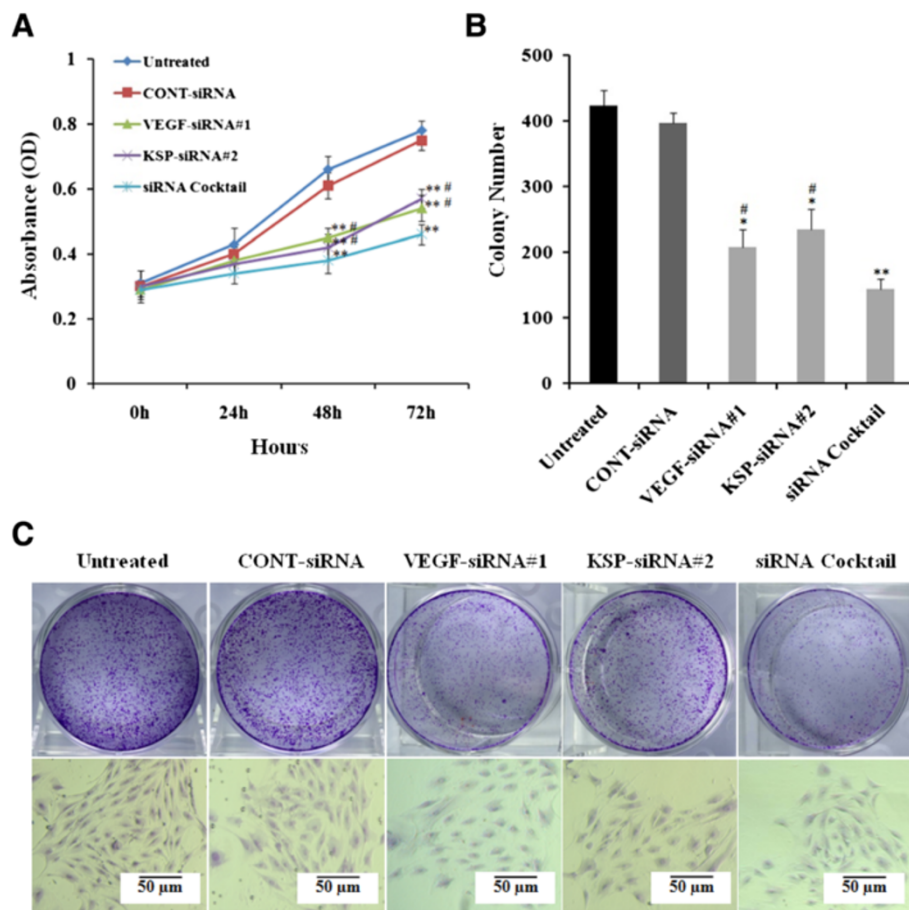 A
1
0.8
0.6
0.4
0.2
0
Absorbance (OD)
Untreated
CONT-siRNA
VEGF-siRNA#1
KSP-siRNA#2
siRNA Cocktail
** #
** #
**
** #
** #
**
*
0h 24h 48h 72h
Hours
B
500
400
300
200
100
0
Colony Number
#
*
#
*
**
Untreated
CONT-siRNA
VEGF-siRNA#1
KSP-siRNA#2
siRNA Cocktail
C
Untreated CONT-siRNA VEGF-siRNA#1 KSP-siRNA#2 siRNA Cocktail
50 µm 50 µm 50 µm 50 µm 50 µm